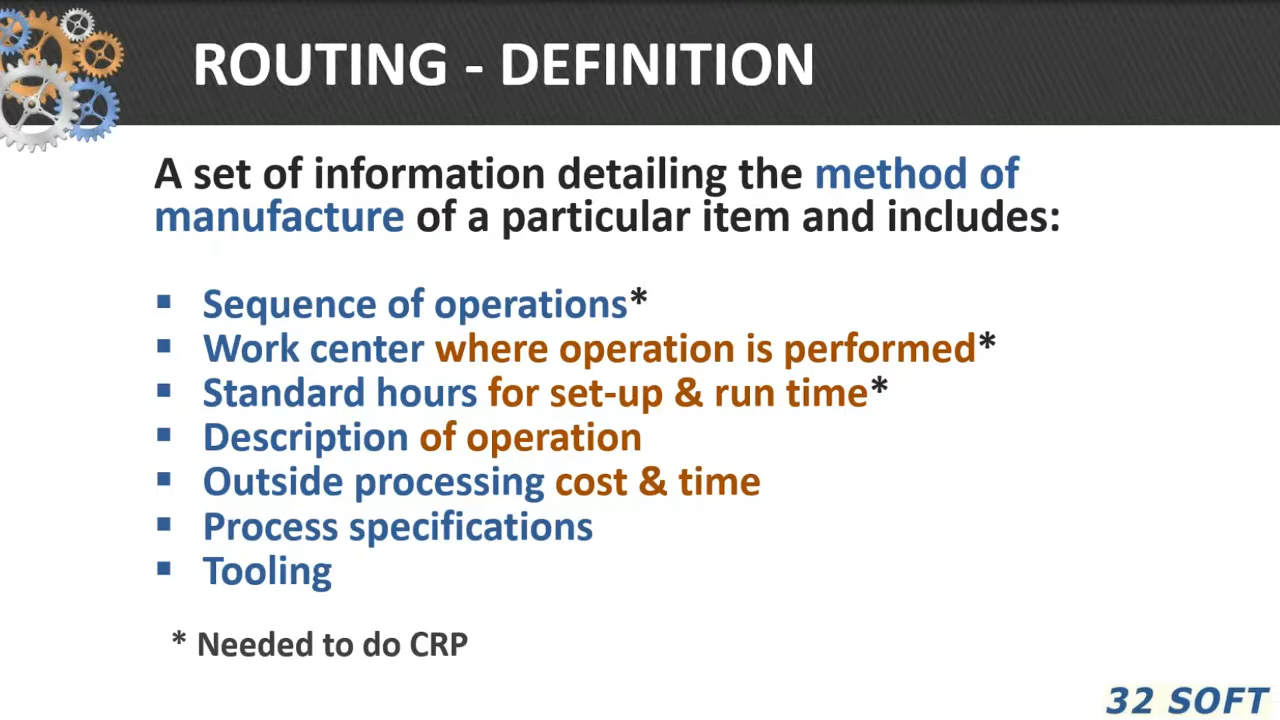 ROUTING - DEFINITION
A set of information detailing the method of
manufacture of a particular item and includes:
▪ Sequence of operations*
▪ Work center where operation is performed*
▪ Standard hours for set-up & run time*
▪ Description of operation
▪ Outside processing cost & time
▪ Process specifications
▪ Tooling
* Needed to do CRP
32 SOFT